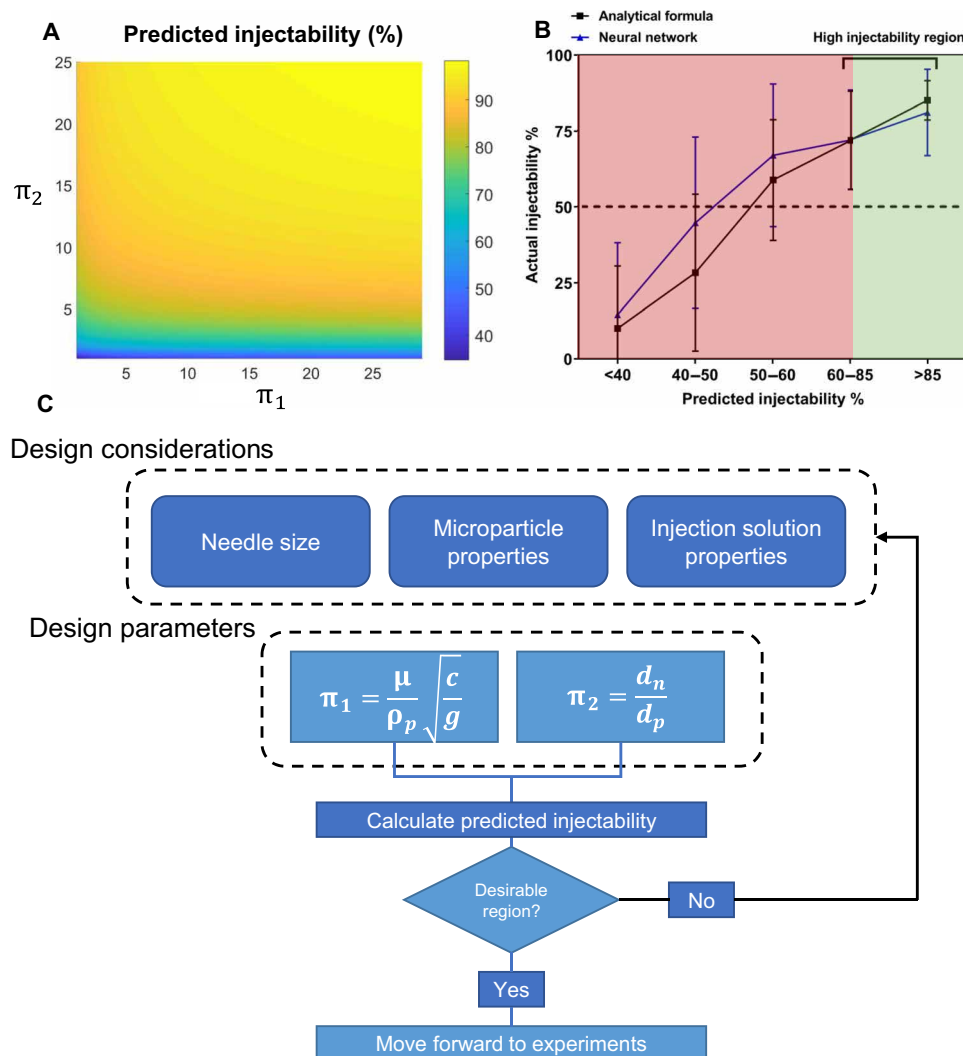 A
Predicted injectability (%)
25
20
15
10
5
π₂
5
10
15
20
25
π₁
90
80
70
60
50
40
B
Analytical formula
Neural network
High injectability region
100
75
50
25
0
Actual injectability %
<40
40–50
50–60
60–85
>85
Predicted injectability %
C
Design considerations
Needle size
Microparticle
properties
Injection solution
properties
Design parameters
π₁ = μ/ρₚ √(c/g)
π₂ = dₙ/dₚ
Calculate predicted injectability
Desirable
region?
No
Yes
Move forward to experiments